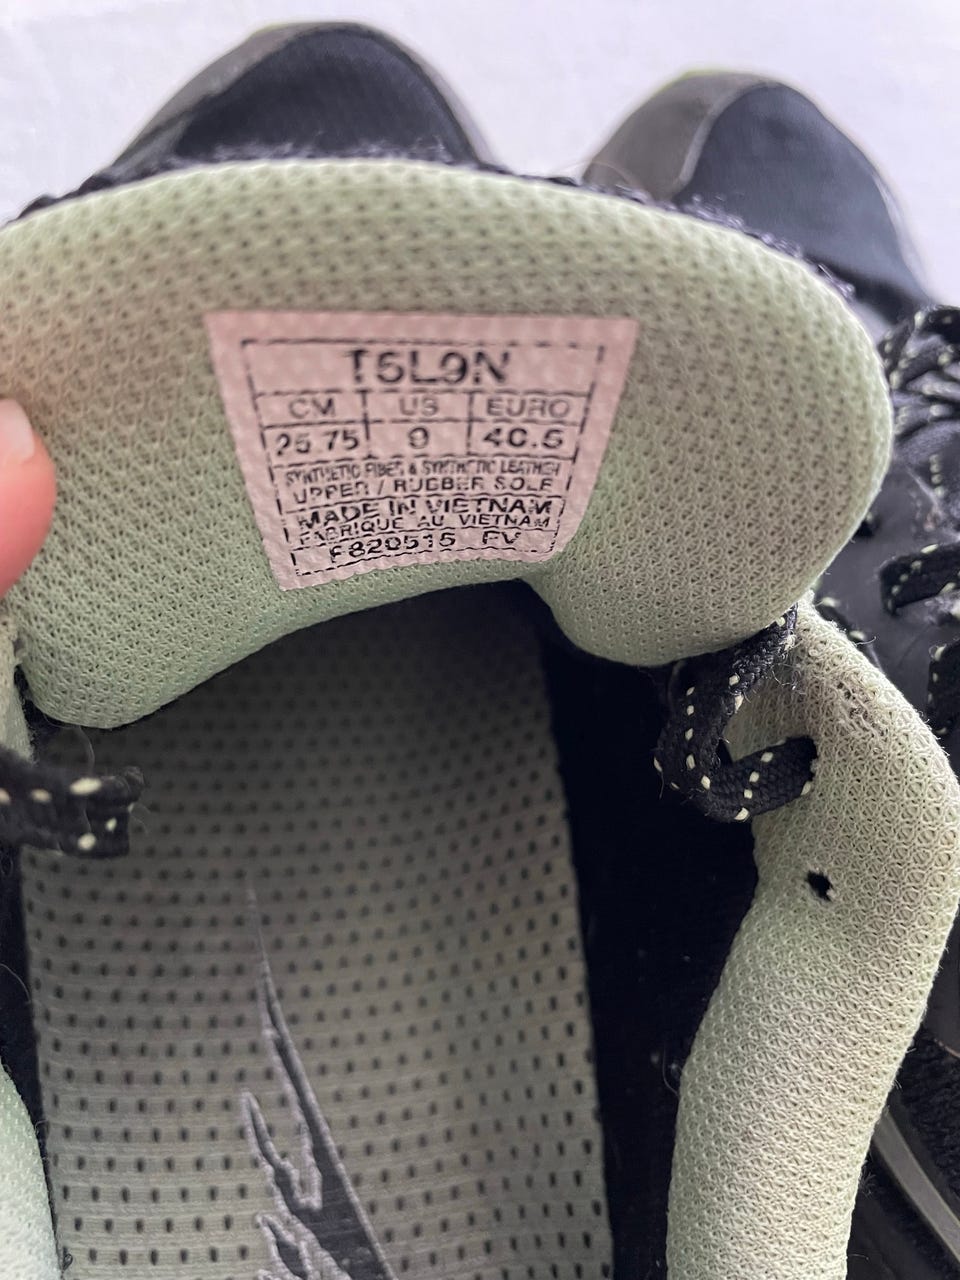 T5L9N
CM US EURO
25.75 9 40.5
SYNTHETIC FIBER & SYNTHETIC LEATHER
UPPER / RUBBER SOLE
MADE IN VIETNAM
FABRIQUE AU VIETNAM
F820515 FV